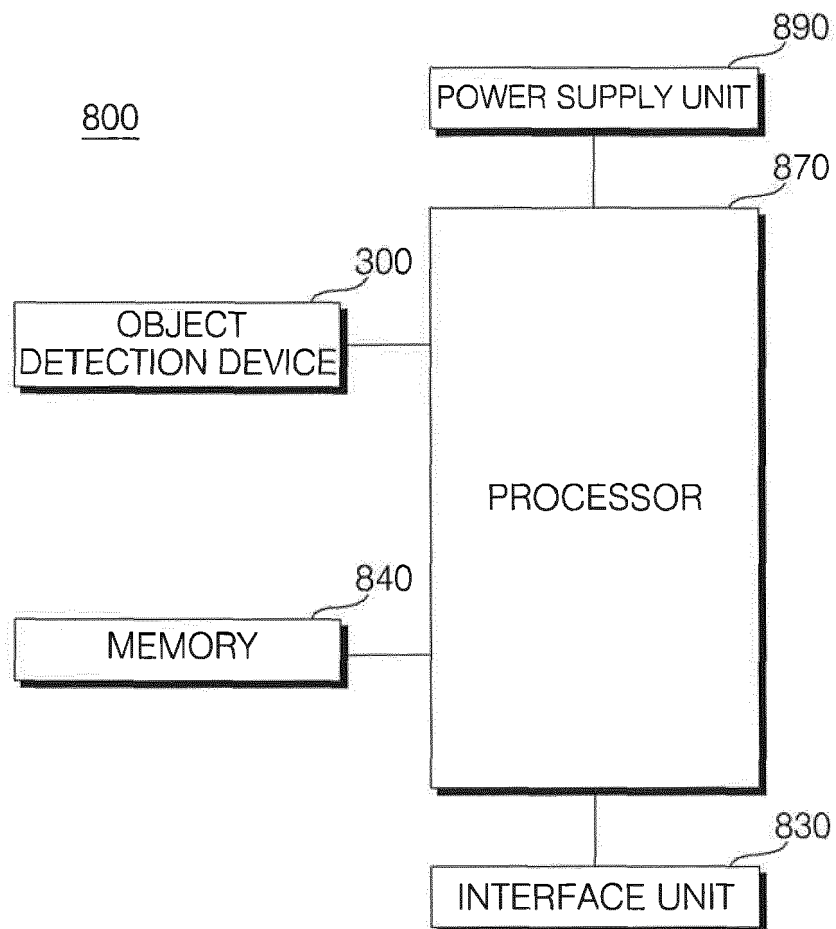 890
POWER SUPPLY UNIT
800
870
300
OBJECT
DETECTION DEVICE
PROCESSOR
840
MEMORY
830
INTERFACE UNIT